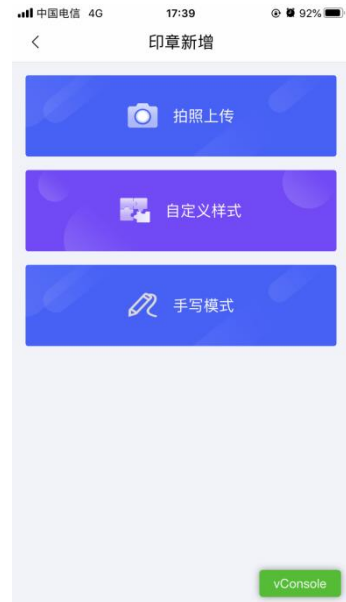 中国电信 4G 17:39 92%
印章新增
拍照上传
自定义样式
手写模式
vConsole